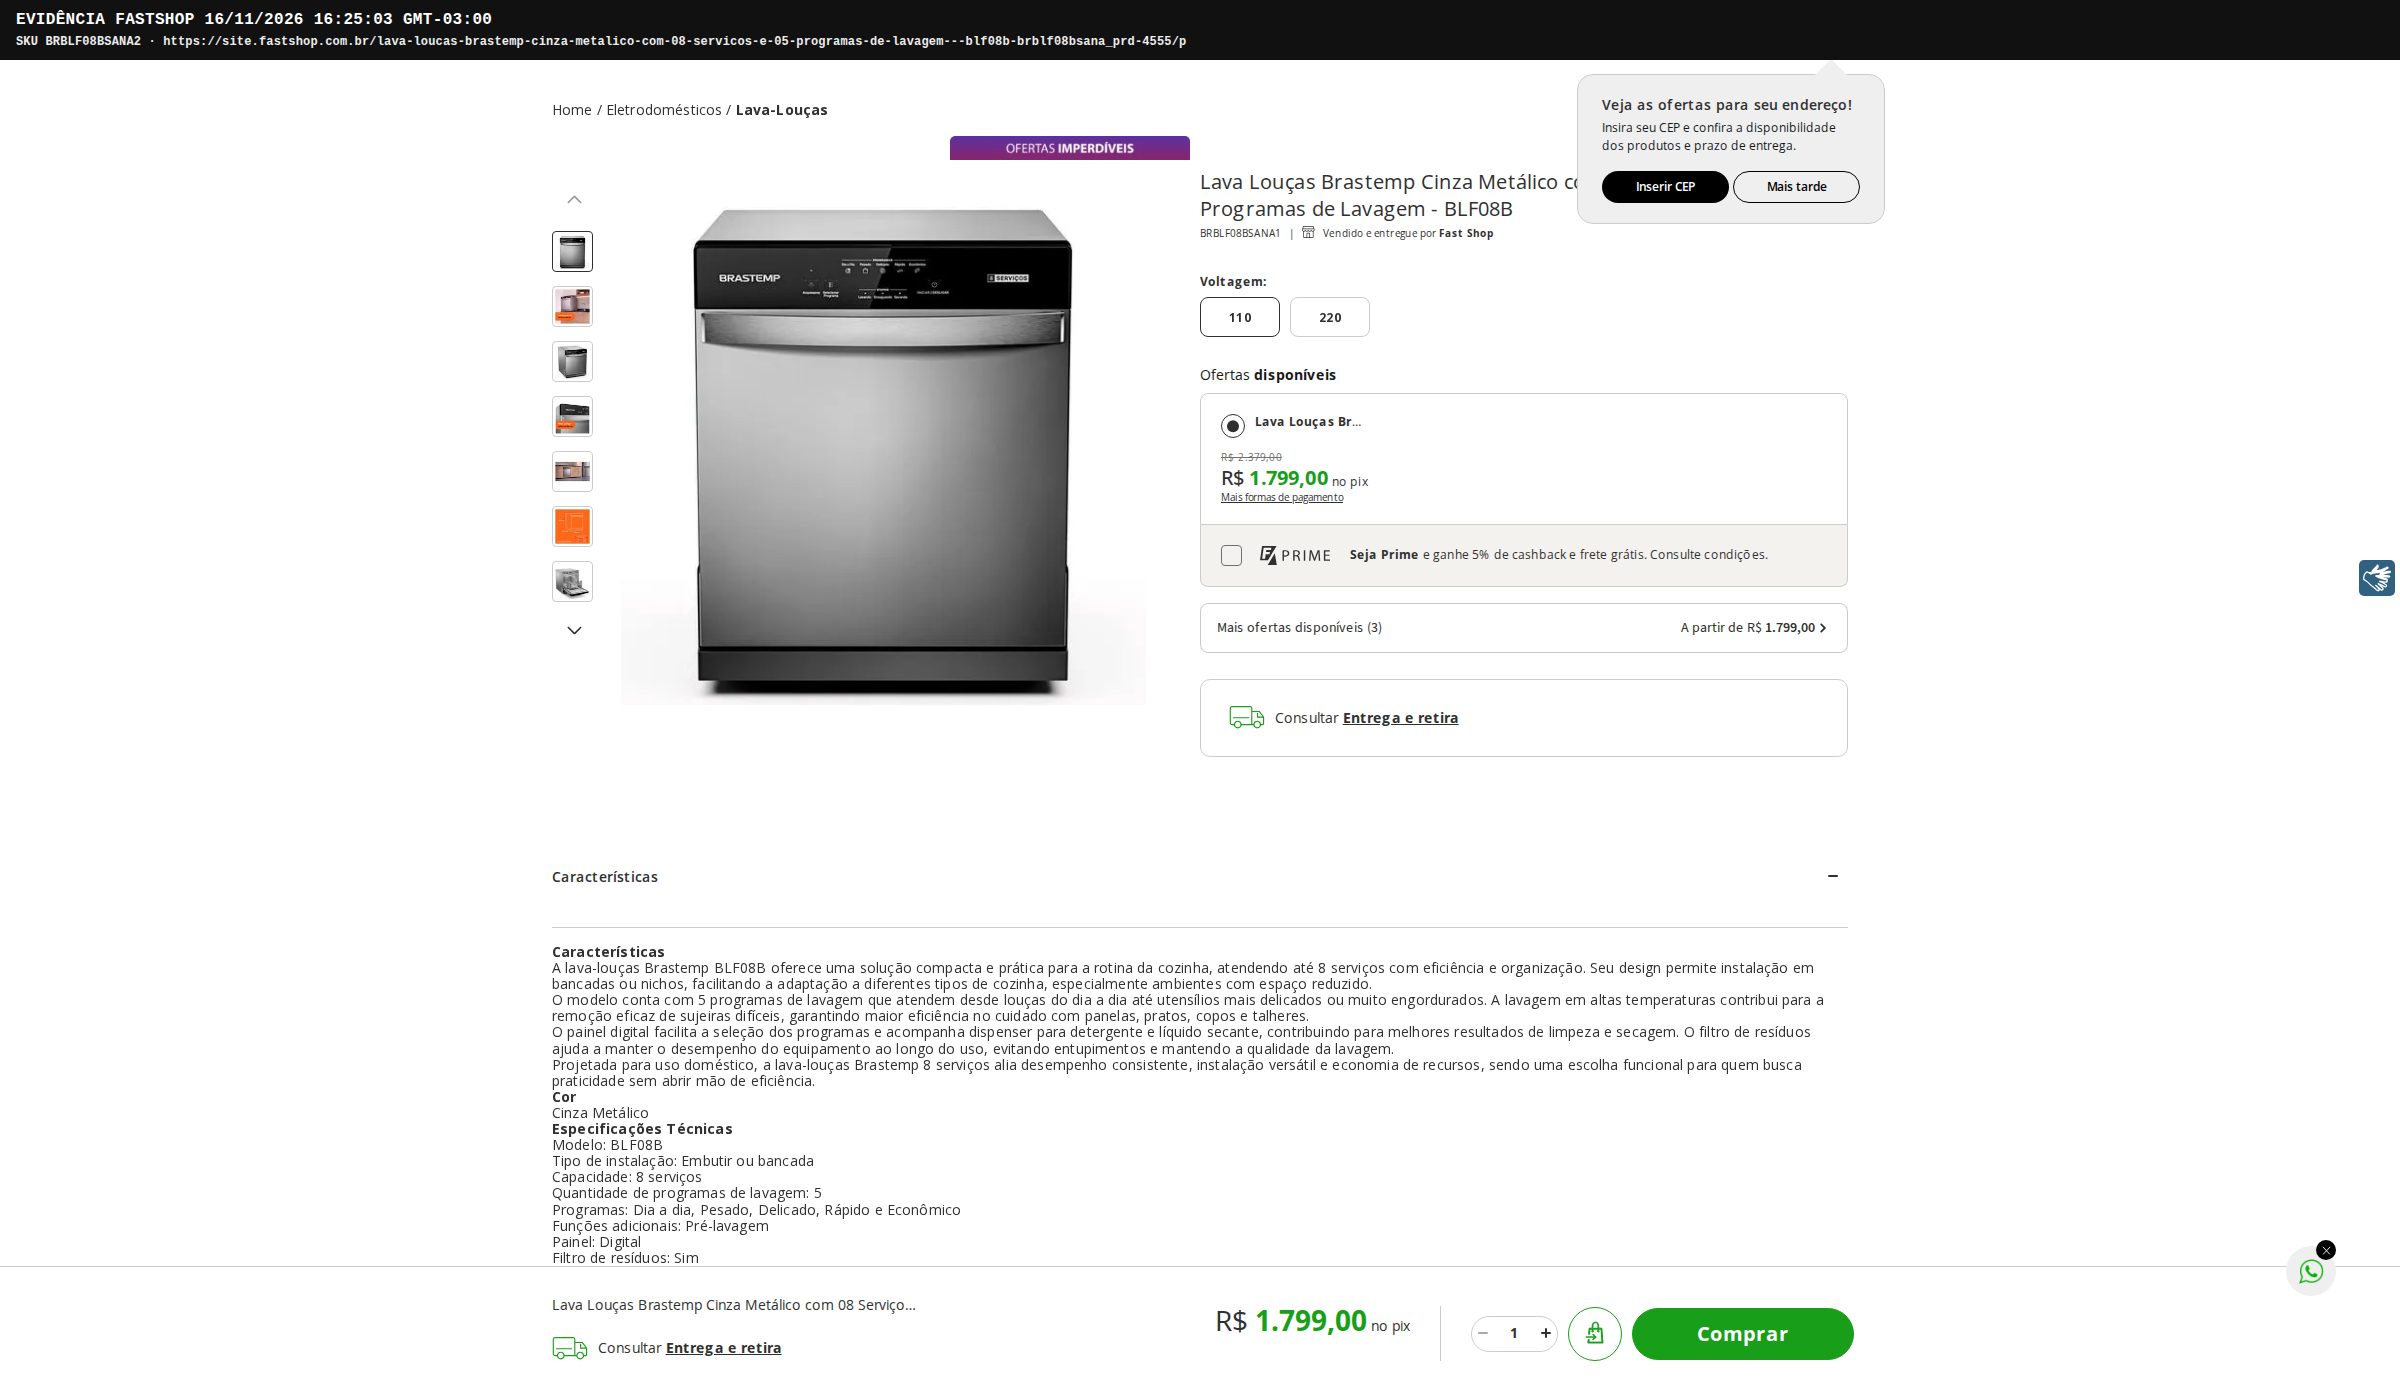 EVIDÊNCIA FASTSHOP 16/11/2026 16:25:03 GMT-03:00
SKU BRBLF08BSANA2 · https://site.fastshop.com.br/lava-loucas-brastemp-cinza-metalico-com-08-servicos-e-05-programas-de-lavagem---blf08b-brblf08bsana_prd-4555/p
Veja as ofertas para seu endereço!
Insira seu CEP e confira a disponibilidade
dos produtos e prazo de entrega.
Inserir CEP
Mais tarde
Home / Eletrodomésticos / Lava-Louças
OFERTAS IMPERDÍVEIS
Lava Louças Brastemp Cinza Metálico co
Programas de Lavagem - BLF08B
BRBLF08BSANA1 | Vendido e entregue por Fast Shop
BRASTEMP
8 SERVIÇOS
Voltagem:
110
220
Ofertas disponíveis
Lava Louças Br...
R$ 2.379,00
R$ 1.799,00 no pix
Mais formas de pagamento
PRIME
Seja Prime e ganhe 5% de cashback e frete grátis. Consulte condições.
Mais ofertas disponíveis (3)
A partir de R$ 1.799,00
Consultar Entrega e retira
Características
Características
A lava-louças Brastemp BLF08B oferece uma solução compacta e prática para a rotina da cozinha, atendendo até 8 serviços com eficiência e organização. Seu design permite instalação em
bancadas ou nichos, facilitando a adaptação a diferentes tipos de cozinha, especialmente ambientes com espaço reduzido.
O modelo conta com 5 programas de lavagem que atendem desde louças do dia a dia até utensílios mais delicados ou muito engordurados. A lavagem em altas temperaturas contribui para a
remoção eficaz de sujeiras difíceis, garantindo maior eficiência no cuidado com panelas, pratos, copos e talheres.
O painel digital facilita a seleção dos programas e acompanha dispenser para detergente e líquido secante, contribuindo para melhores resultados de limpeza e secagem. O filtro de resíduos
ajuda a manter o desempenho do equipamento ao longo do uso, evitando entupimentos e mantendo a qualidade da lavagem.
Projetada para uso doméstico, a lava-louças Brastemp 8 serviços alia desempenho consistente, instalação versátil e economia de recursos, sendo uma escolha funcional para quem busca
praticidade sem abrir mão de eficiência.
Cor
Cinza Metálico
Especificações Técnicas
Modelo: BLF08B
Tipo de instalação: Embutir ou bancada
Capacidade: 8 serviços
Quantidade de programas de lavagem: 5
Programas: Dia a dia, Pesado, Delicado, Rápido e Econômico
Funções adicionais: Pré-lavagem
Painel: Digital
Filtro de resíduos: Sim
Lava Louças Brastemp Cinza Metálico com 08 Serviço...
Consultar Entrega e retira
R$ 1.799,00 no pix
1
Comprar